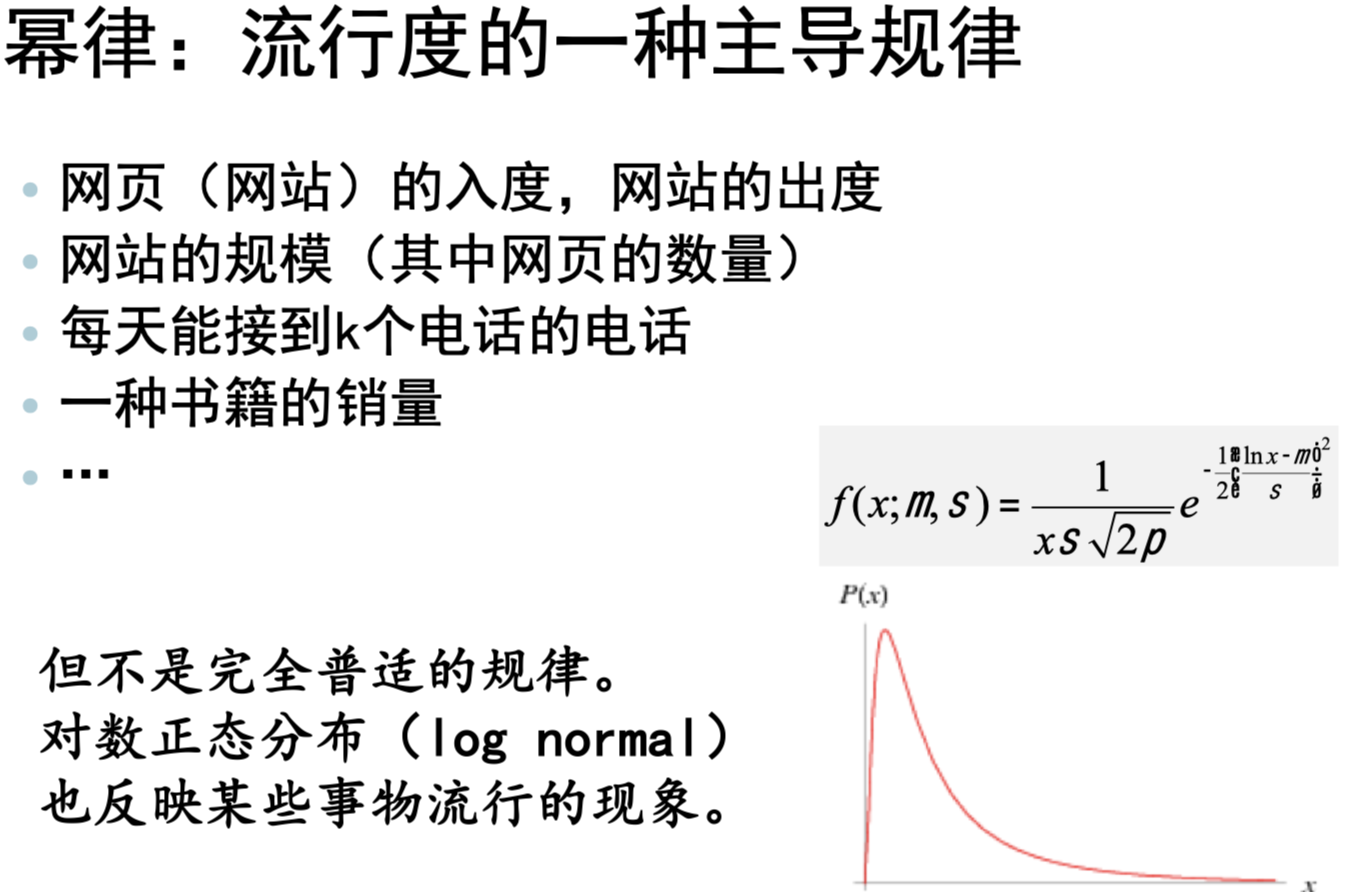 幂律：流行度的一种主导规律
• 网页（网站）的入度，网站的出度
• 网站的规模（其中网页的数量）
• 每天能接到k个电话的电话
• 一种书籍的销量
• …
f(x;m,s)=\frac{1}{xs\sqrt{2p}}e^{-\frac{1}{2}\left(\frac{\ln x-m}{s}\right)^2}
P(x)
但不是完全普适的规律。
对数正态分布（log normal）
也反映某些事物流行的现象。
x